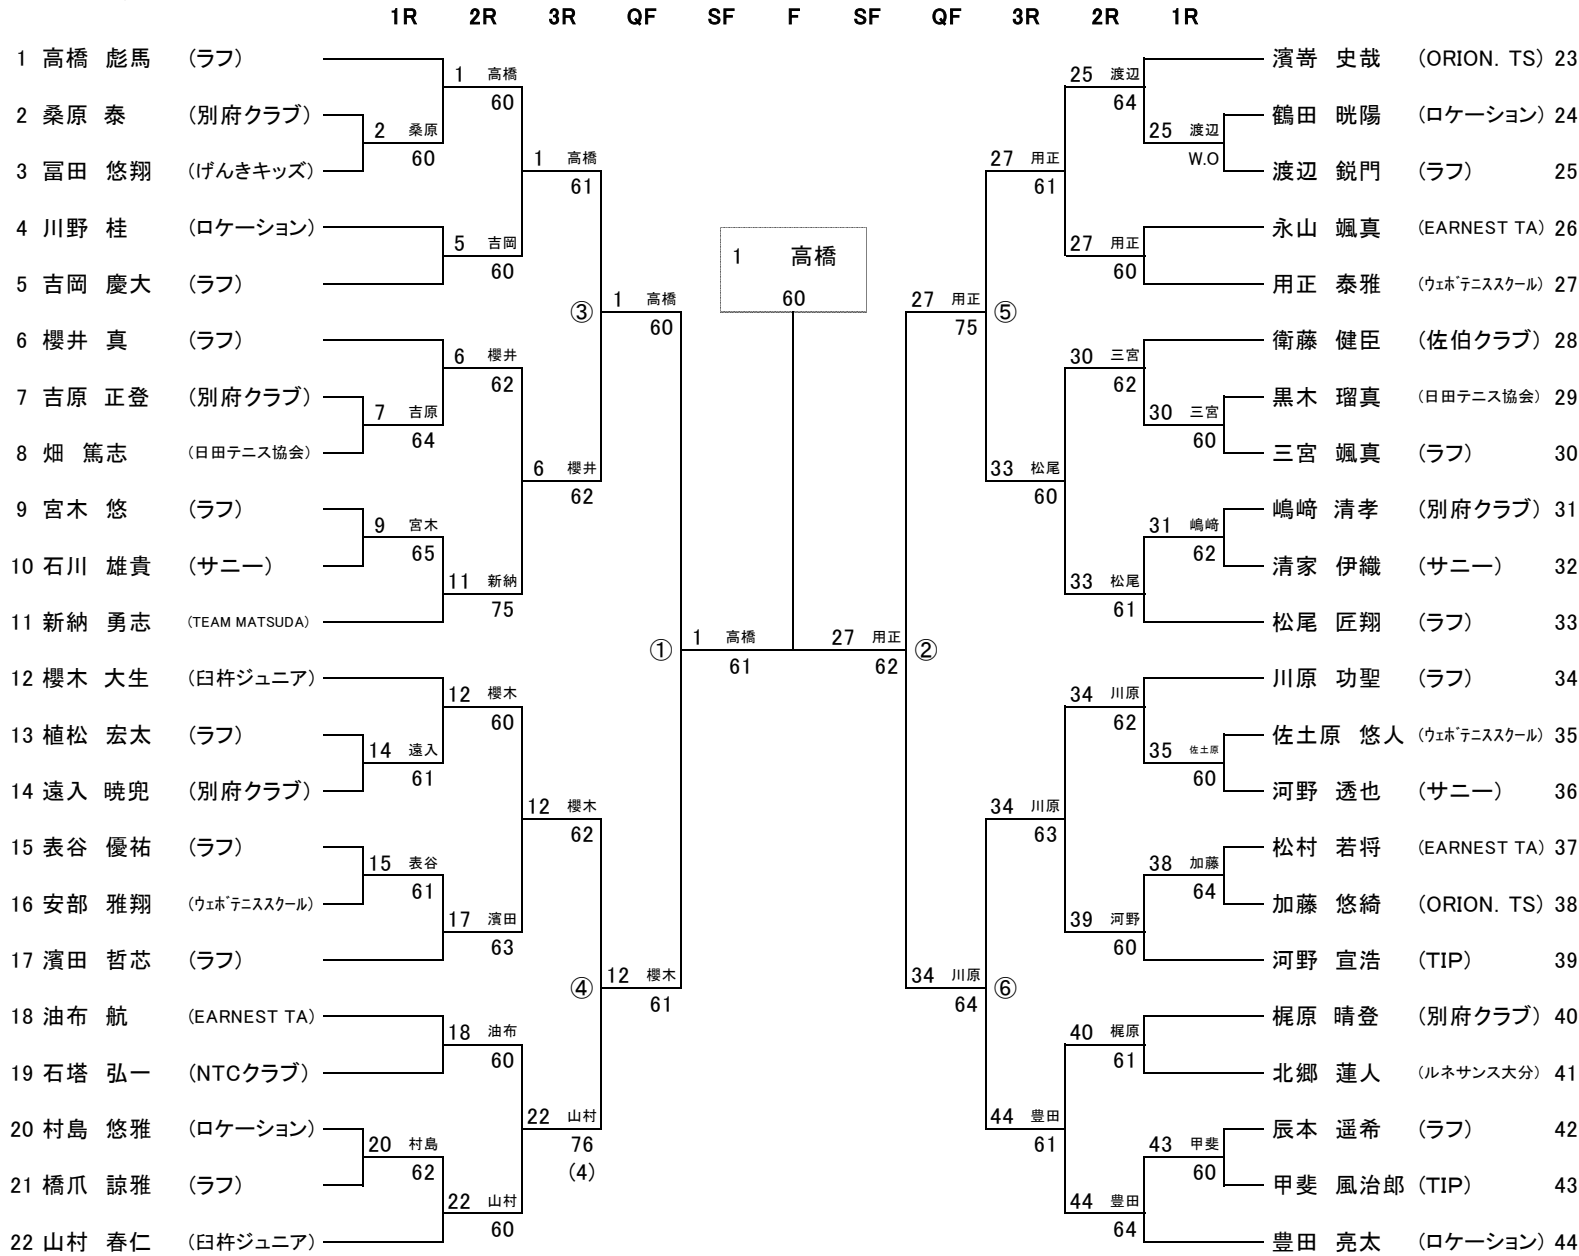 1R 2R 3R QF SF F SF QF 3R 2R 1R
1 高橋 彪馬 (ラフ)
2 桑原 泰 (別府クラブ)
3 冨田 悠翔 (げんきキッズ)
4 川野 桂 (ロケーション)
5 吉岡 慶大 (ラフ)
6 櫻井 真 (ラフ)
7 吉原 正登 (別府クラブ)
8 畑 篤志 (日田テニス協会)
9 宮木 悠 (ラフ)
10 石川 雄貴 (サニー)
11 新納 勇志 (TEAM MATSUDA)
12 櫻木 大生 (臼杵ジュニア)
13 植松 宏太 (ラフ)
14 遠入 暁兜 (別府クラブ)
15 表谷 優祐 (ラフ)
16 安部 雅翔 (ウェボテニススクール)
17 濱田 哲芯 (ラフ)
18 油布 航 (EARNEST TA)
19 石塔 弘一 (NTCクラブ)
20 村島 悠雅 (ロケーション)
21 橋爪 諒雅 (ラフ)
22 山村 春仁 (臼杵ジュニア)
2 桑原
60
7 吉原
64
9 宮木
65
14 遠入
61
15 表谷
61
20 村島
62
1 高橋
60
5 吉岡
60
6 櫻井
62
11 新納
75
12 櫻木
60
17 濱田
63
18 油布
60
22 山村
60
1 高橋
61
6 櫻井
62
12 櫻木
62
22 山村
76
(4)
③
1 高橋
60
④
12 櫻木
61
①
1 高橋
61
1 高橋
60
27 用正
62
②
27 用正
75
⑤
34 川原
64
⑥
27 用正
61
33 松尾
60
34 川原
63
44 豊田
61
25 渡辺
64
27 用正
60
30 三宮
62
33 松尾
61
34 川原
62
39 河野
60
40 梶原
61
44 豊田
64
25 渡辺
W.O
30 三宮
60
31 嶋﨑
62
35 佐土原
60
38 加藤
64
43 甲斐
60
濱嵜 史哉 (ORION. TS) 23
鶴田 晄陽 (ロケーション) 24
渡辺 鋭門 (ラフ) 25
永山 颯真 (EARNEST TA) 26
用正 泰雅 (ウェボテニススクール) 27
衛藤 健臣 (佐伯クラブ) 28
黒木 瑠真 (日田テニス協会) 29
三宮 颯真 (ラフ) 30
嶋﨑 清孝 (別府クラブ) 31
清家 伊織 (サニー) 32
松尾 匠翔 (ラフ) 33
川原 功聖 (ラフ) 34
佐土原 悠人 (ウェボテニススクール) 35
河野 透也 (サニー) 36
松村 若将 (EARNEST TA) 37
加藤 悠綺 (ORION. TS) 38
河野 宣浩 (TIP) 39
梶原 晴登 (別府クラブ) 40
北郷 蓮人 (ルネサンス大分) 41
辰本 遥希 (ラフ) 42
甲斐 風治郎 (TIP) 43
豊田 亮太 (ロケーション) 44